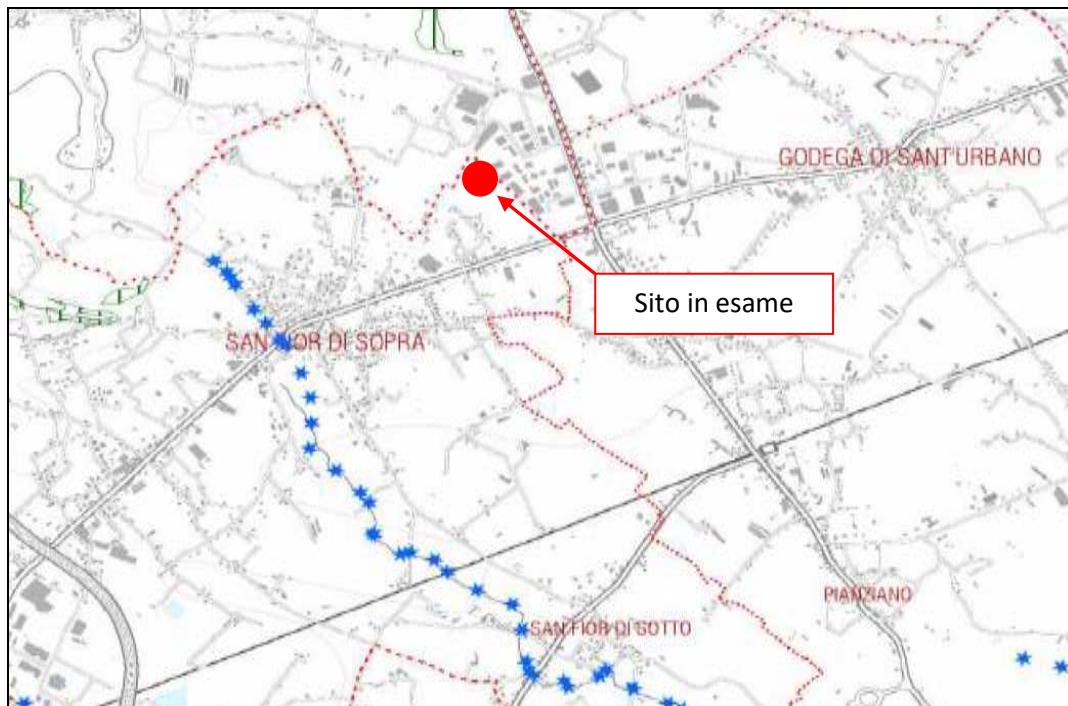 GODEGA DI SANT'URBANO
Sito in esame
SAN FIOR DI SOPRA
PIANZANO
SAN FIOR DI SOTTO